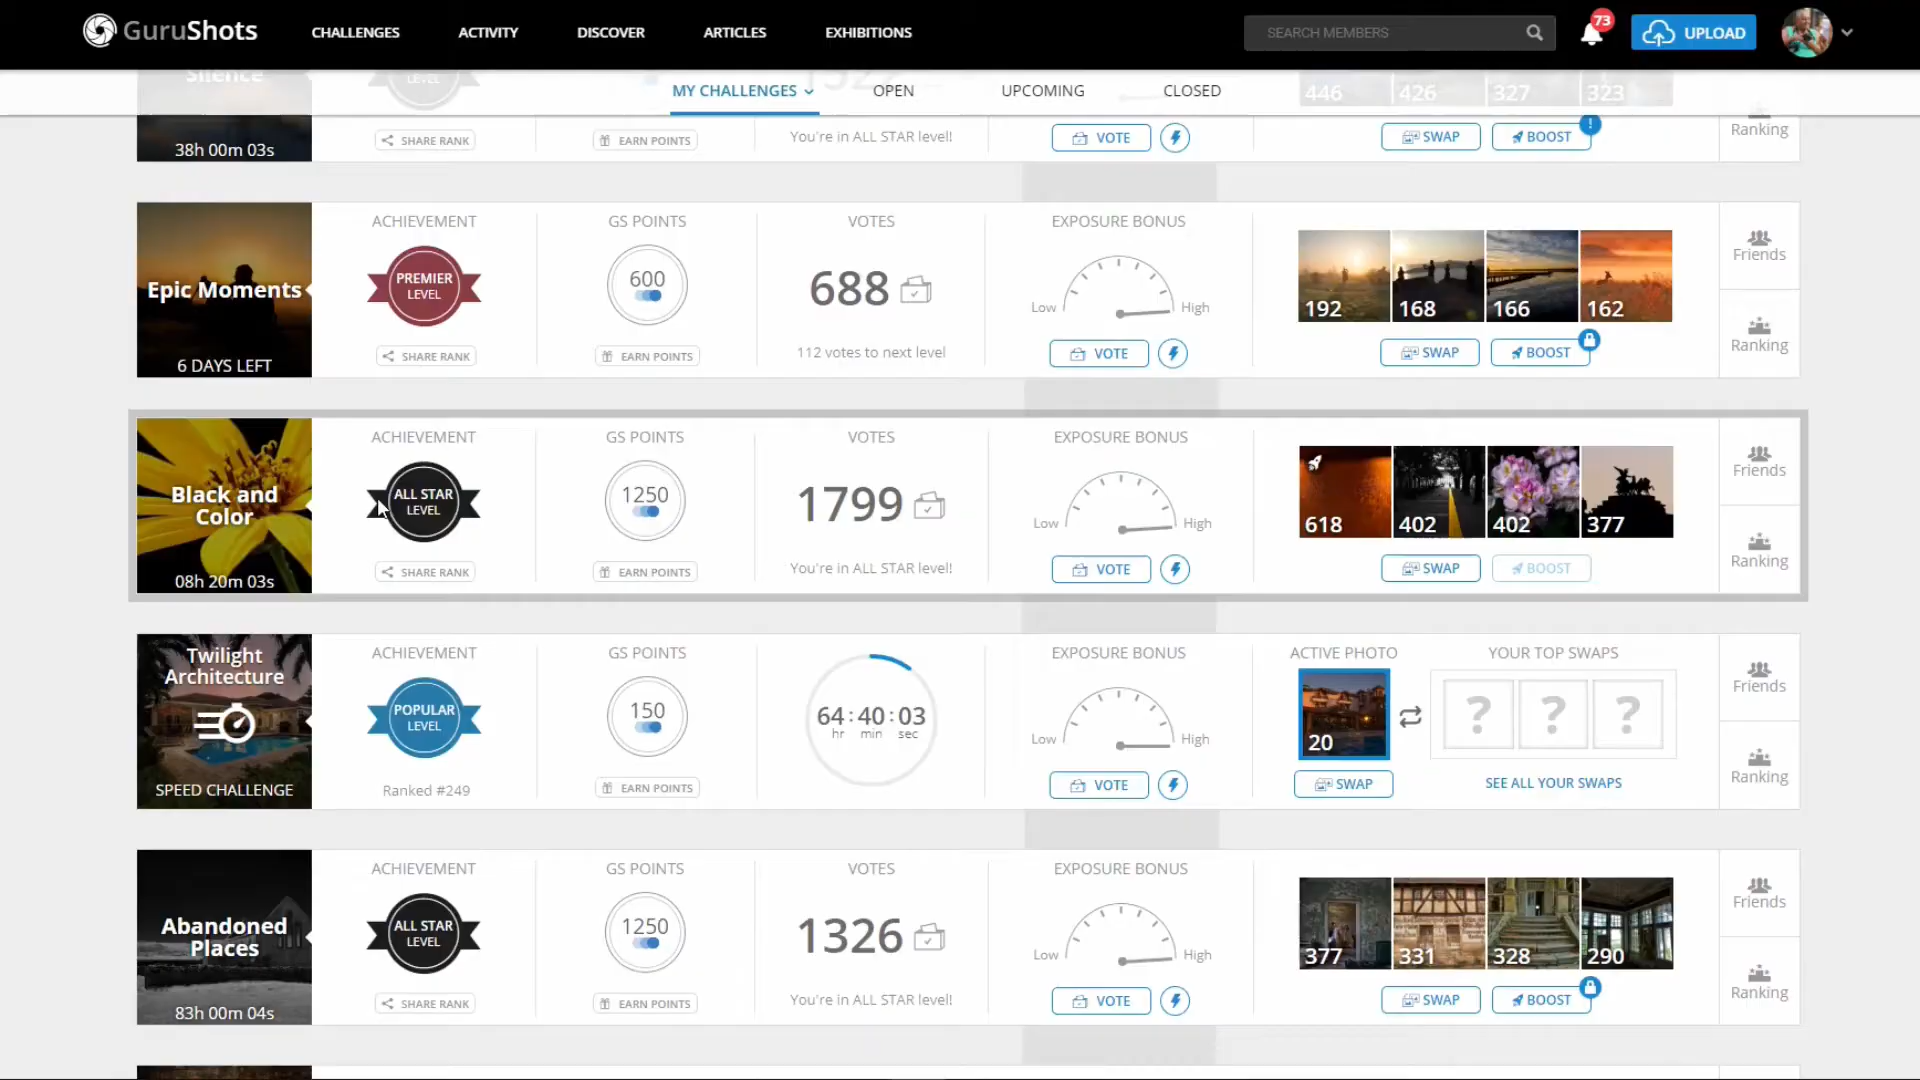 GuruShots
CHALLENGES
ACTIVITY
DISCOVER
ARTICLES
EXHIBITIONS
SEARCH MEMBERS
73
UPLOAD
MY CHALLENGES
OPEN
UPCOMING
CLOSED
Silence
LEVEL
446
426
327
323
38h 00m 03s
SHARE RANK
EARN POINTS
You're in ALL STAR level!
VOTE
SWAP
BOOST
!
Ranking
Epic Moments
6 DAYS LEFT
ACHIEVEMENT
PREMIER
LEVEL
SHARE RANK
GS POINTS
600
EARN POINTS
VOTES
688
112 votes to next level
EXPOSURE BONUS
Low
High
VOTE
192
168
166
162
SWAP
BOOST
Friends
Ranking
Black and
Color
08h 20m 03s
ACHIEVEMENT
ALL STAR
LEVEL
SHARE RANK
GS POINTS
1250
EARN POINTS
VOTES
1799
You're in ALL STAR level!
EXPOSURE BONUS
Low
High
VOTE
618
402
402
377
SWAP
BOOST
Friends
Ranking
Twilight
Architecture
SPEED CHALLENGE
ACHIEVEMENT
POPULAR
LEVEL
Ranked #249
GS POINTS
150
EARN POINTS
64:40:03
hr min sec
EXPOSURE BONUS
Low
High
VOTE
ACTIVE PHOTO
20
SWAP
YOUR TOP SWAPS
? ? ?
SEE ALL YOUR SWAPS
Friends
Ranking
Abandoned
Places
83h 00m 04s
ACHIEVEMENT
ALL STAR
LEVEL
SHARE RANK
GS POINTS
1250
EARN POINTS
VOTES
1326
You're in ALL STAR level!
EXPOSURE BONUS
Low
High
VOTE
377
331
328
290
SWAP
BOOST
Friends
Ranking